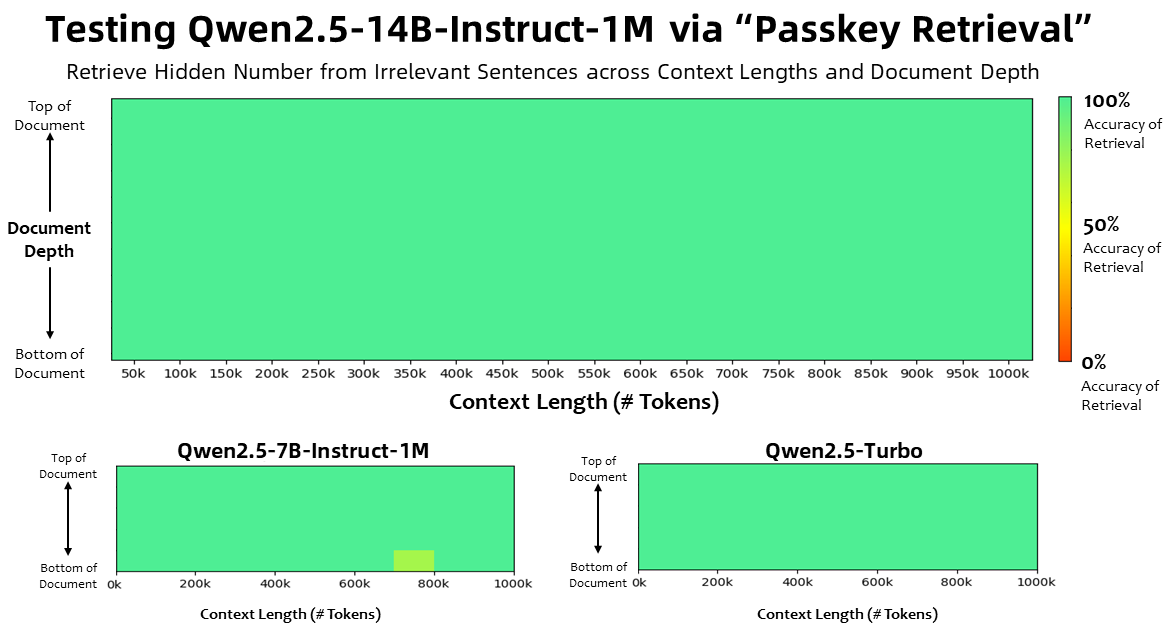 Testing Qwen2.5-14B-Instruct-1M via “Passkey Retrieval”
Retrieve Hidden Number from Irrelevant Sentences across Context Lengths and Document Depth
Top of
Document
Document
Depth
Bottom of
Document
100%
Accuracy of
Retrieval
50%
Accuracy of
Retrieval
0%
Accuracy of
Retrieval
50k 100k 150k 200k 250k 300k 350k 400k 450k 500k 550k 600k 650k 700k 750k 800k 850k 900k 950k 1000k
Context Length (# Tokens)
Qwen2.5-7B-Instruct-1M
Top of
Document
Bottom of
Document
0k 200k 400k 600k 800k 1000k
Context Length (# Tokens)
Qwen2.5-Turbo
Top of
Document
Bottom of
Document
0k 200k 400k 600k 800k 1000k
Context Length (# Tokens)